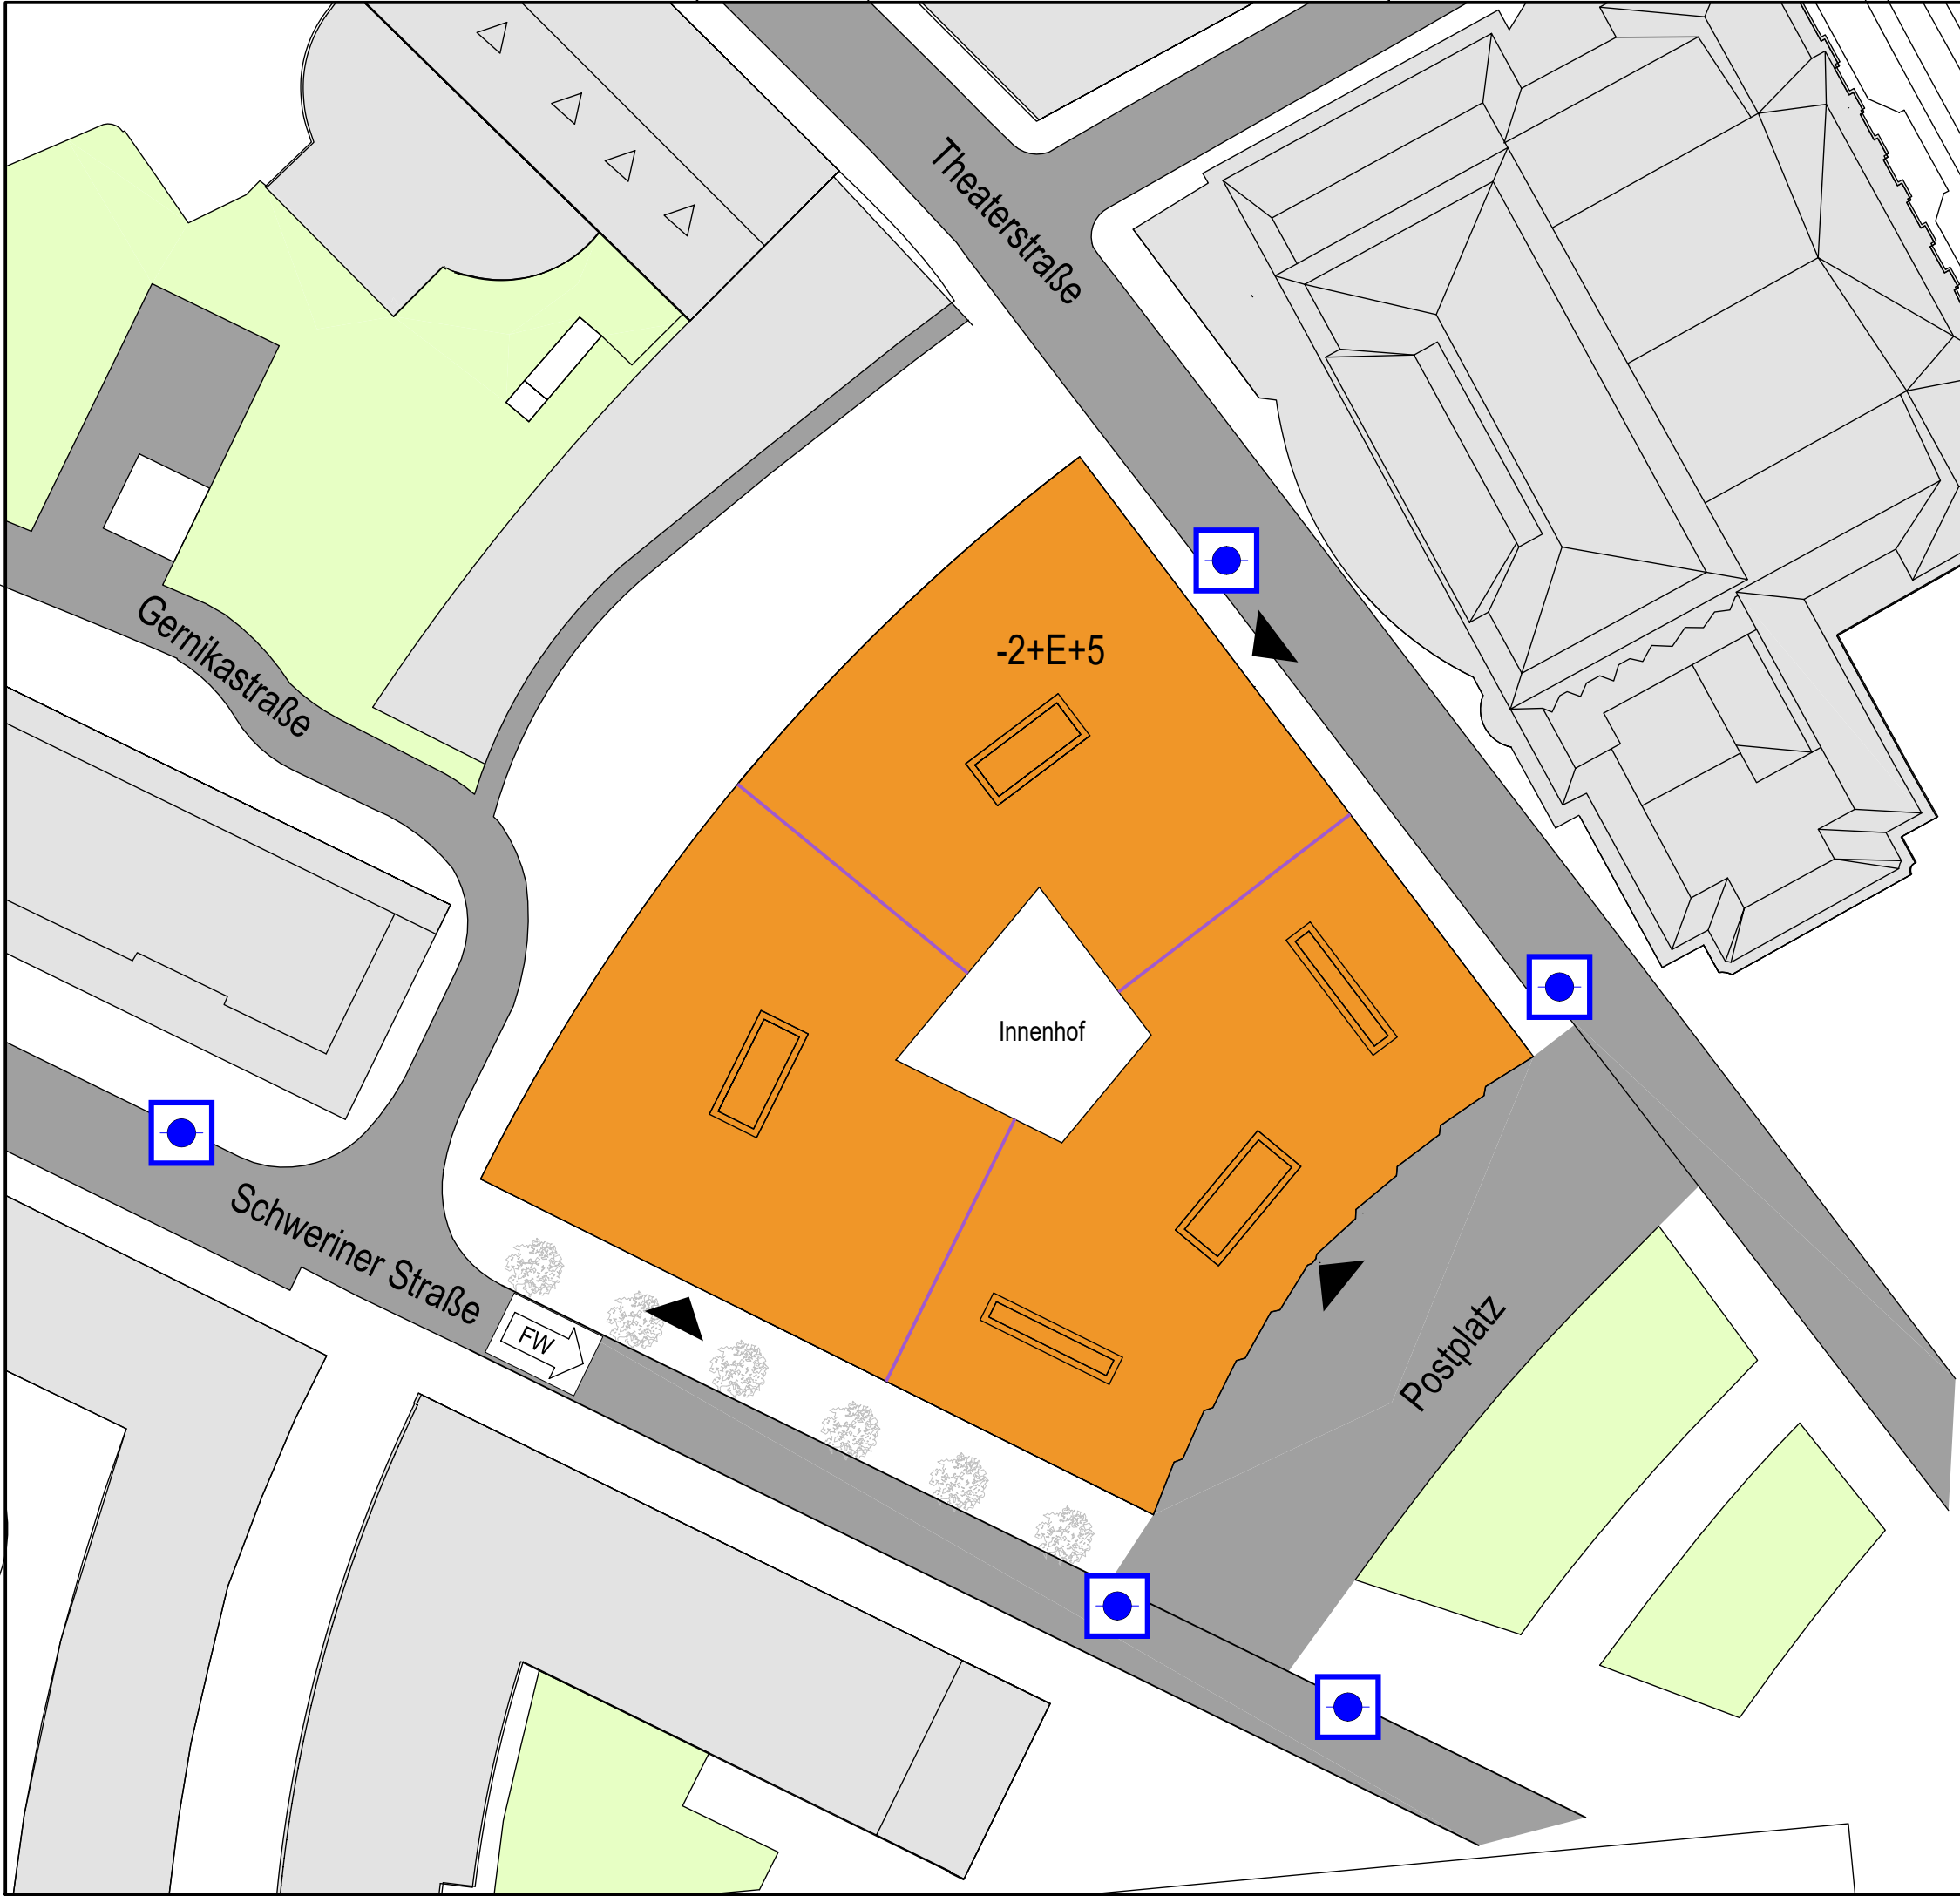 Theaterstraße
Gernikastraße
-2+E+5
Innenhof
Schweriner Straße
FW
Postplatz